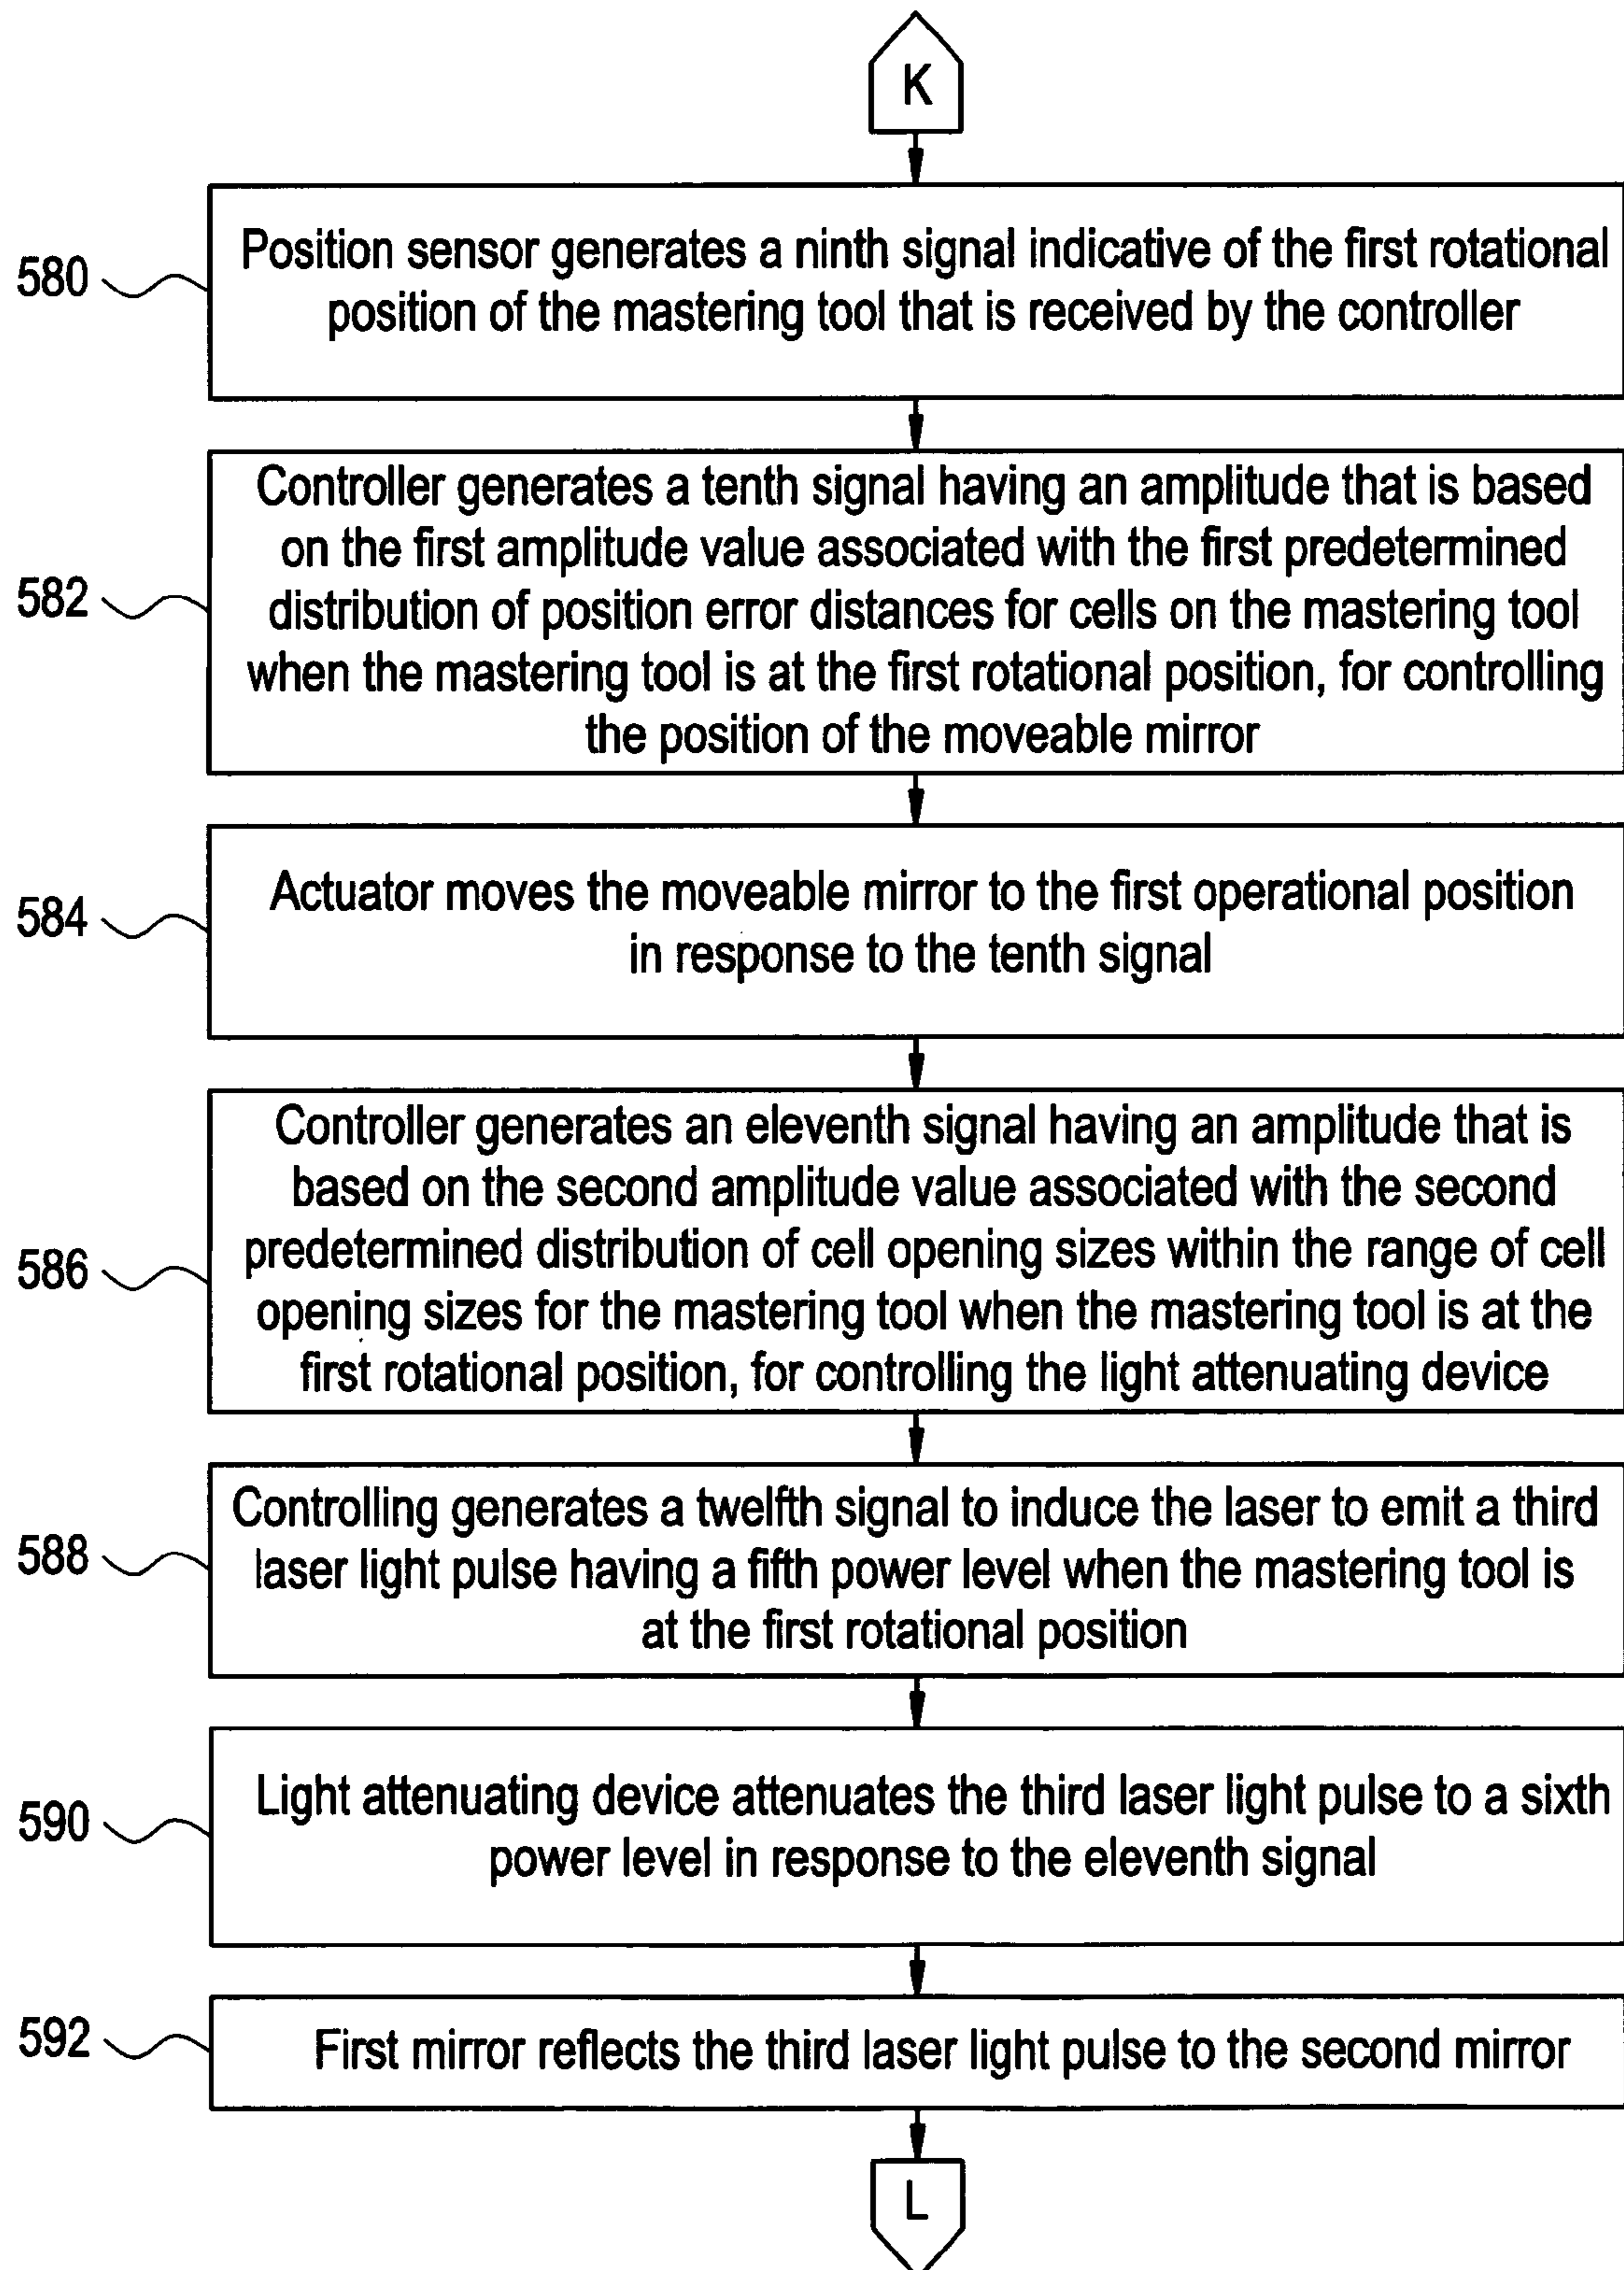 K
580
Position sensor generates a ninth signal indicative of the first rotational
position of the mastering tool that is received by the controller
582
Controller generates a tenth signal having an amplitude that is based
on the first amplitude value associated with the first predetermined
distribution of position error distances for cells on the mastering tool
when the mastering tool is at the first rotational position, for controlling
the position of the moveable mirror
584
Actuator moves the moveable mirror to the first operational position
in response to the tenth signal
586
Controller generates an eleventh signal having an amplitude that is
based on the second amplitude value associated with the second
predetermined distribution of cell opening sizes within the range of cell
opening sizes for the mastering tool when the mastering tool is at the
first rotational position, for controlling the light attenuating device
588
Controlling generates a twelfth signal to induce the laser to emit a third
laser light pulse having a fifth power level when the mastering tool is
at the first rotational position
590
Light attenuating device attenuates the third laser light pulse to a sixth
power level in response to the eleventh signal
592
First mirror reflects the third laser light pulse to the second mirror
L